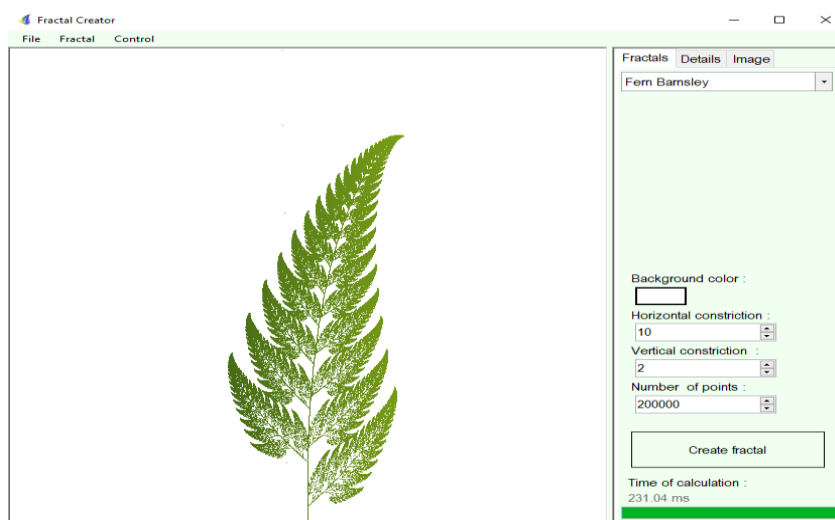 Fractal Creator
File Fractal Control
Fractals Details Image
Fern Barnsley
Background color :
Horizontal constriction :
10
Vertical constriction :
2
Number of points :
200000
Create fractal
Time of calculation :
231.04 ms